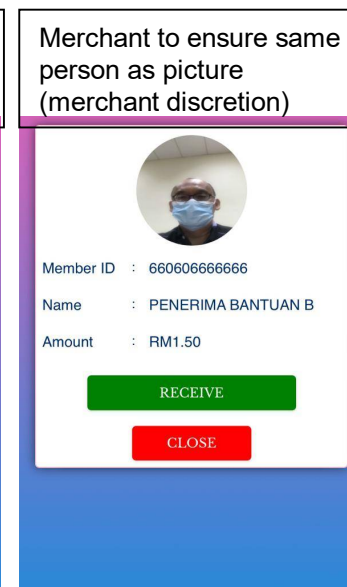 Merchant to ensure same
person as picture
(merchant discretion)
Member ID : 660606666666
Name : PENERIMA BANTUAN B
Amount : RM1.50
RECEIVE
CLOSE